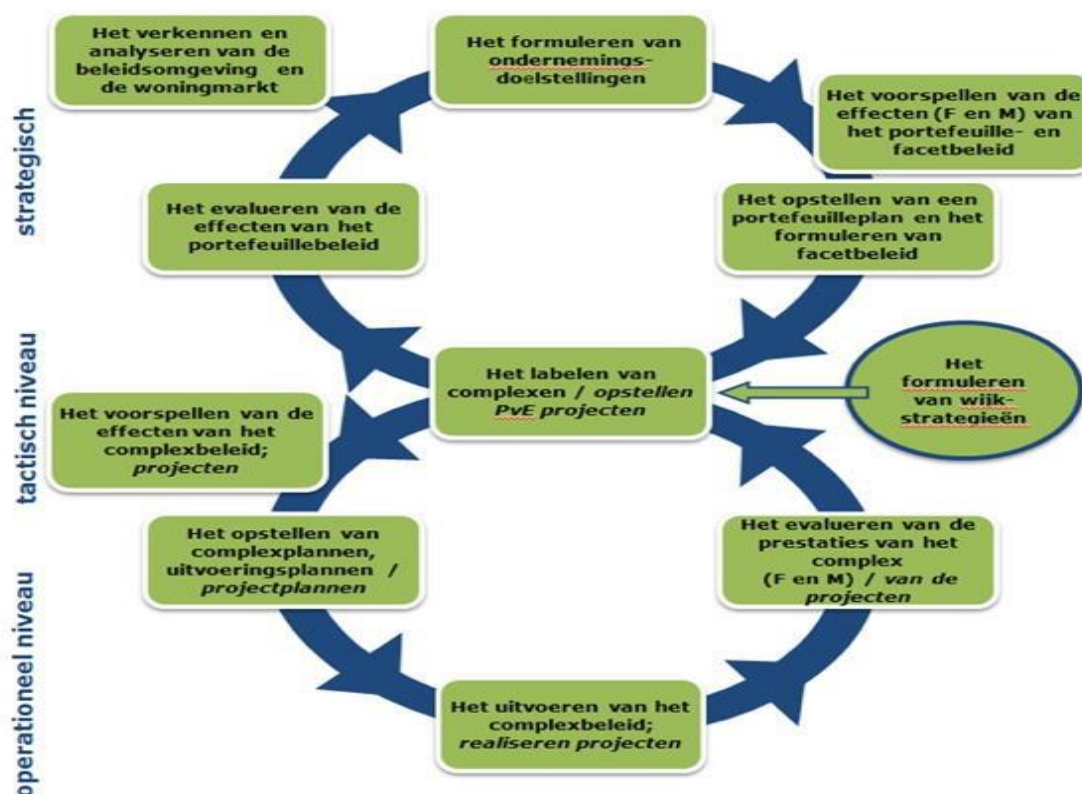 Het verkennen en
analyseren van de
beleidsomgeving en
de woningmarkt
Het formuleren van
ondernemings-
doelstellingen
Het voorspellen van de
effecten (F en M) van
het portefeuille- en
facetbeleid
strategisch
Het evalueren van de
effecten van het
portefeuillebeleid
Het opstellen van een
portefeuilleplan en het
formuleren van
facetbeleid
tactisch niveau
Het labelen van
complexen / opstellen
PvE projecten
Het
formuleren
van wijk-
strategieën
Het voorspellen van de
effecten van het
complexbeleid;
projecten
Het opstellen van
complexplannen,
uitvoeringsplannen /
projectplannen
Het evalueren van de
prestaties van het
complex
(F en M) / van de
projecten
operationeel niveau
Het uitvoeren van het
complexbeleid;
realiseren projecten